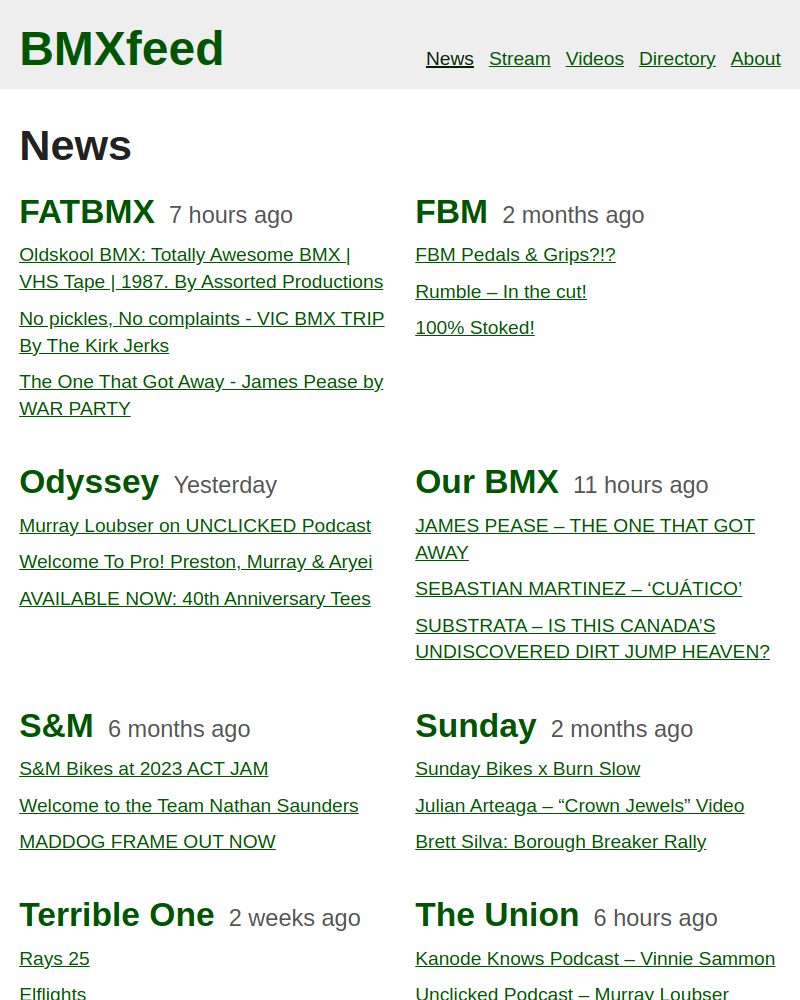 BMXfeed
News Stream Videos Directory About
News
FATBMX 7 hours ago
Oldskool BMX: Totally Awesome BMX |
VHS Tape | 1987. By Assorted Productions
No pickles, No complaints - VIC BMX TRIP
By The Kirk Jerks
The One That Got Away - James Pease by
WAR PARTY
FBM 2 months ago
FBM Pedals & Grips?!?
Rumble – In the cut!
100% Stoked!
Odyssey Yesterday
Murray Loubser on UNCLICKED Podcast
Welcome To Pro! Preston, Murray & Aryei
AVAILABLE NOW: 40th Anniversary Tees
Our BMX 11 hours ago
JAMES PEASE – THE ONE THAT GOT
AWAY
SEBASTIAN MARTINEZ – ‘CUÁTICO’
SUBSTRATA – IS THIS CANADA’S
UNDISCOVERED DIRT JUMP HEAVEN?
S&M 6 months ago
S&M Bikes at 2023 ACT JAM
Welcome to the Team Nathan Saunders
MADDOG FRAME OUT NOW
Sunday 2 months ago
Sunday Bikes x Burn Slow
Julian Arteaga – “Crown Jewels” Video
Brett Silva: Borough Breaker Rally
Terrible One 2 weeks ago
Rays 25
Elflights
The Union 6 hours ago
Kanode Knows Podcast – Vinnie Sammon
Unclicked Podcast – Murray Loubser